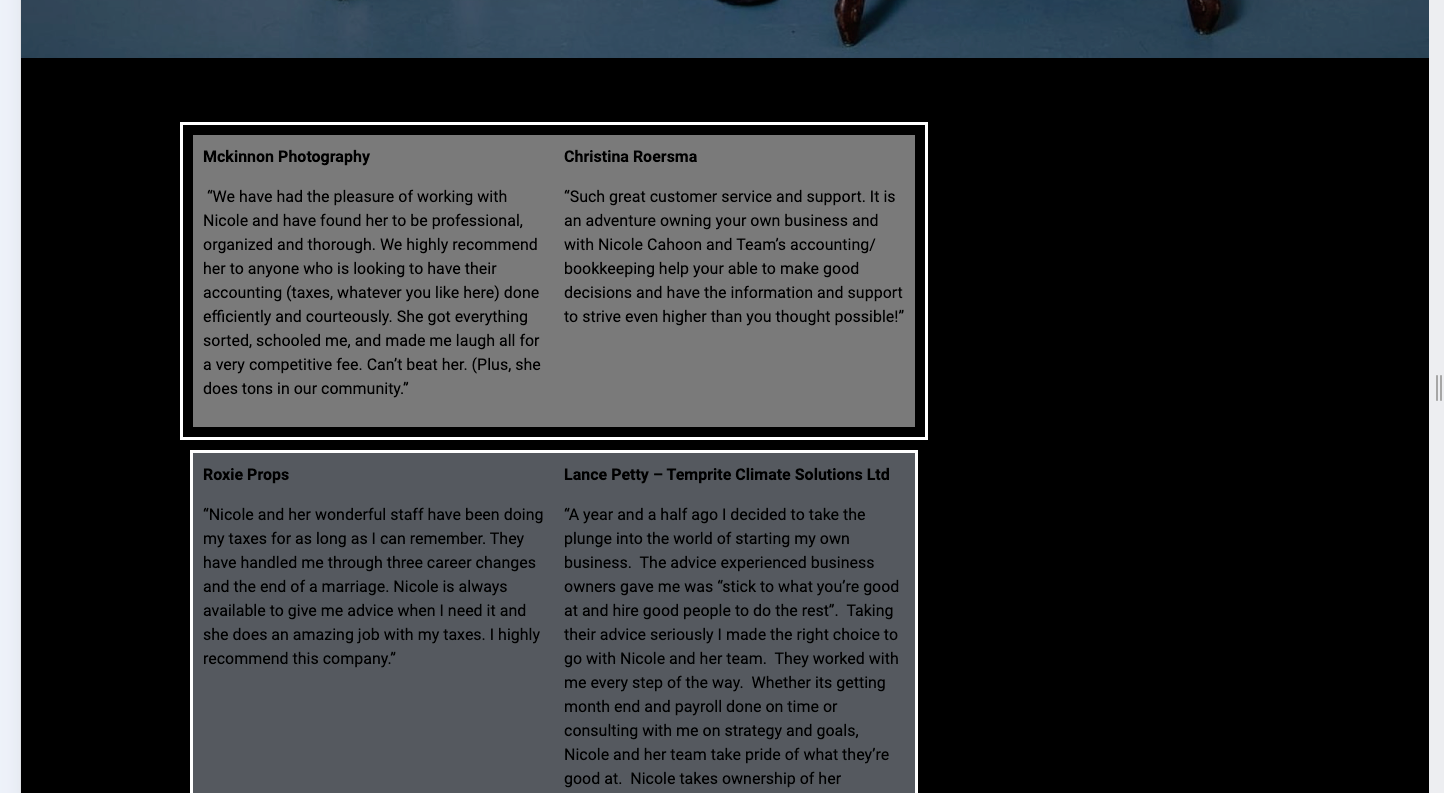 Mckinnon Photography
“We have had the pleasure of working with
Nicole and have found her to be professional,
organized and thorough. We highly recommend
her to anyone who is looking to have their
accounting (taxes, whatever you like here) done
efficiently and courteously. She got everything
sorted, schooled me, and made me laugh all for
a very competitive fee. Can’t beat her. (Plus, she
does tons in our community.”
Christina Roersma
“Such great customer service and support. It is
an adventure owning your own business and
with Nicole Cahoon and Team’s accounting/
bookkeeping help your able to make good
decisions and have the information and support
to strive even higher than you thought possible!”
Roxie Props
“Nicole and her wonderful staff have been doing
my taxes for as long as I can remember. They
have handled me through three career changes
and the end of a marriage. Nicole is always
available to give me advice when I need it and
she does an amazing job with my taxes. I highly
recommend this company.”
Lance Petty – Temprite Climate Solutions Ltd
“A year and a half ago I decided to take the
plunge into the world of starting my own
business.  The advice experienced business
owners gave me was “stick to what you’re good
at and hire good people to do the rest”.  Taking
their advice seriously I made the right choice to
go with Nicole and her team.  They worked with
me every step of the way.  Whether its getting
month end and payroll done on time or
consulting with me on strategy and goals,
Nicole and her team take pride of what they’re
good at.  Nicole takes ownership of her